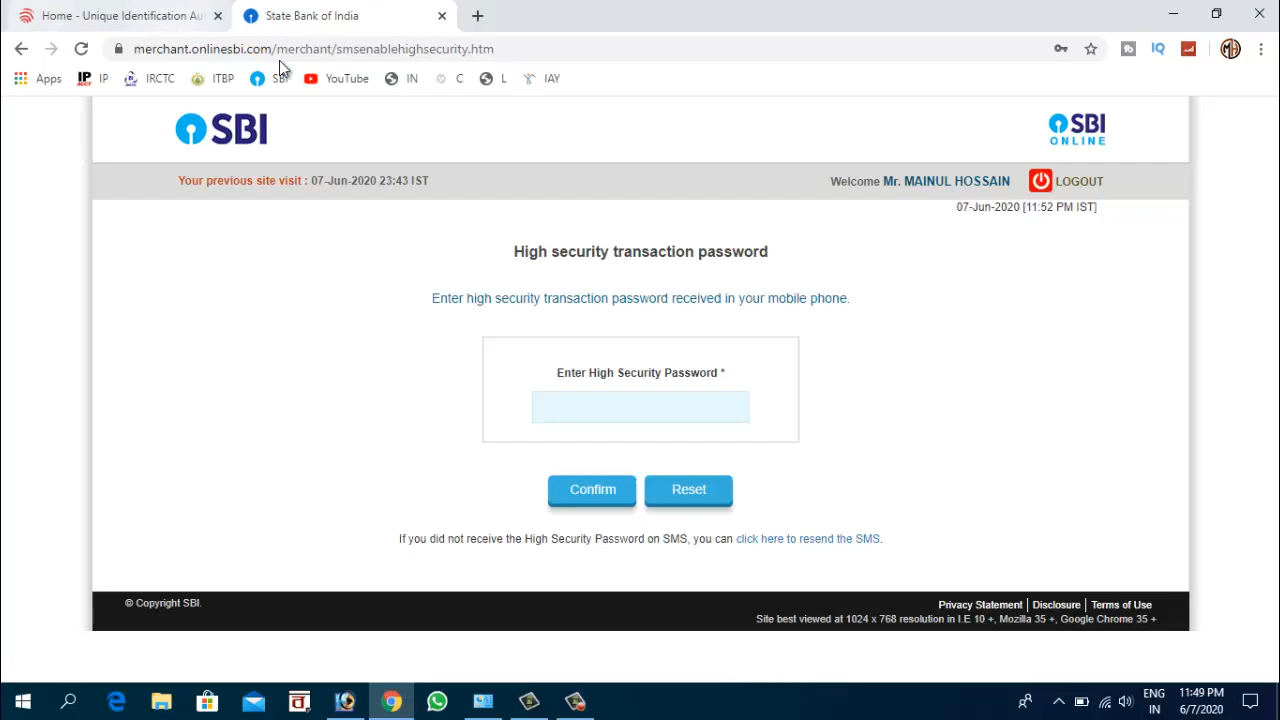 Home - Unique Identification Au
State Bank of India
merchant.onlinesbi.com/merchant/smsenablehighsecurity.htm
IQ
MH
Apps
IP
IRCTC
ITBP
SBI
YouTube
IN
C
L
IAY
SBI
SBI
ONLINE
Your previous site visit : 07-Jun-2020 23:43 IST
Welcome Mr. MAINUL HOSSAIN
LOGOUT
07-Jun-2020 [11:52 PM IST]
High security transaction password
Enter high security transaction password received in your mobile phone.
Enter High Security Password *
Confirm
Reset
If you did not receive the High Security Password on SMS, you can click here to resend the SMS.
© Copyright SBI.
Privacy Statement | Disclosure | Terms of Use
Site best viewed at 1024 x 768 resolution in I.E 10 +, Mozilla 35 +, Google Chrome 35 +
ENG
IN
11:49 PM
6/7/2020